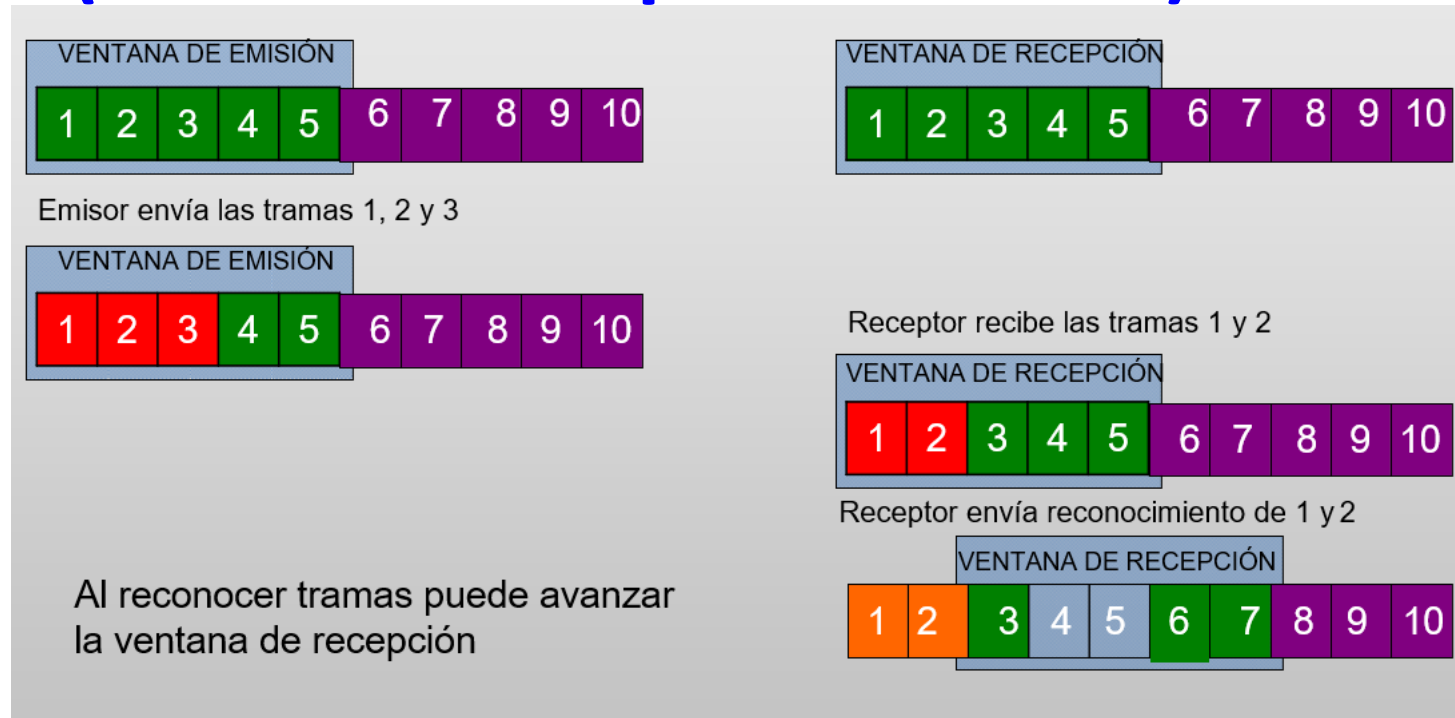 VENTANA DE EMISIÓN
1 2 3 4 5 6 7 8 9 10
VENTANA DE RECEPCIÓN
1 2 3 4 5 6 7 8 9 10
Emisor envía las tramas 1, 2 y 3
VENTANA DE EMISIÓN
1 2 3 4 5 6 7 8 9 10
Receptor recibe las tramas 1 y 2
VENTANA DE RECEPCIÓN
1 2 3 4 5 6 7 8 9 10
Receptor envía reconocimiento de 1 y 2
VENTANA DE RECEPCIÓN
1 2 3 4 5 6 7 8 9 10
Al reconocer tramas puede avanzar
la ventana de recepción